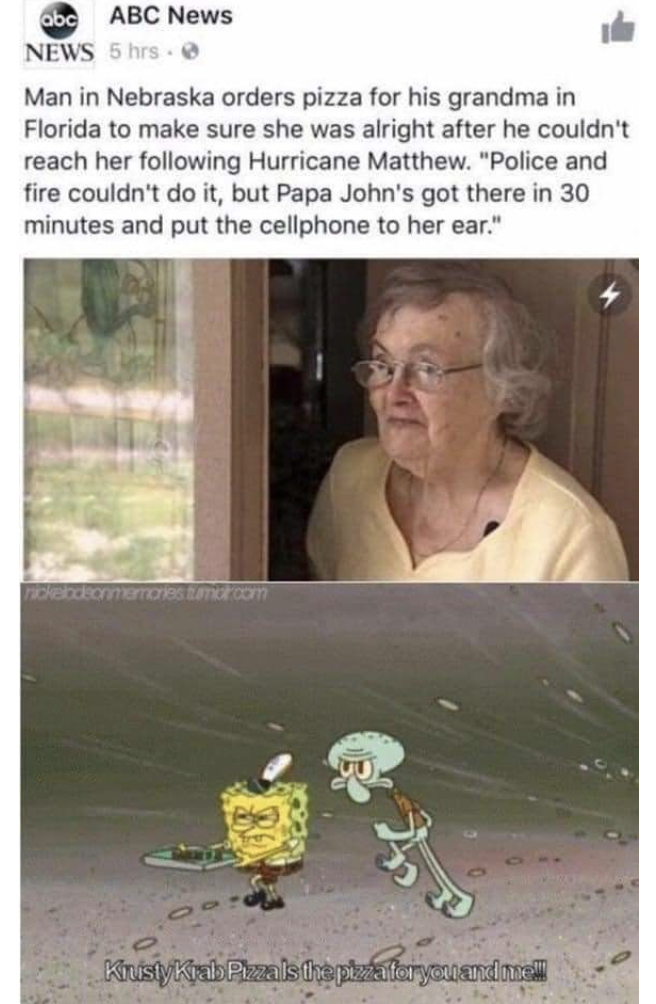 abc
NEWS
ABC News
5 hrs ·
Man in Nebraska orders pizza for his grandma in
Florida to make sure she was alright after he couldn't
reach her following Hurricane Matthew. "Police and
fire couldn't do it, but Papa John's got there in 30
minutes and put the cellphone to her ear."
nickelodeonmemories.tumblr.com
Krusty Krab Pizza Is the pizza for you and me!!!